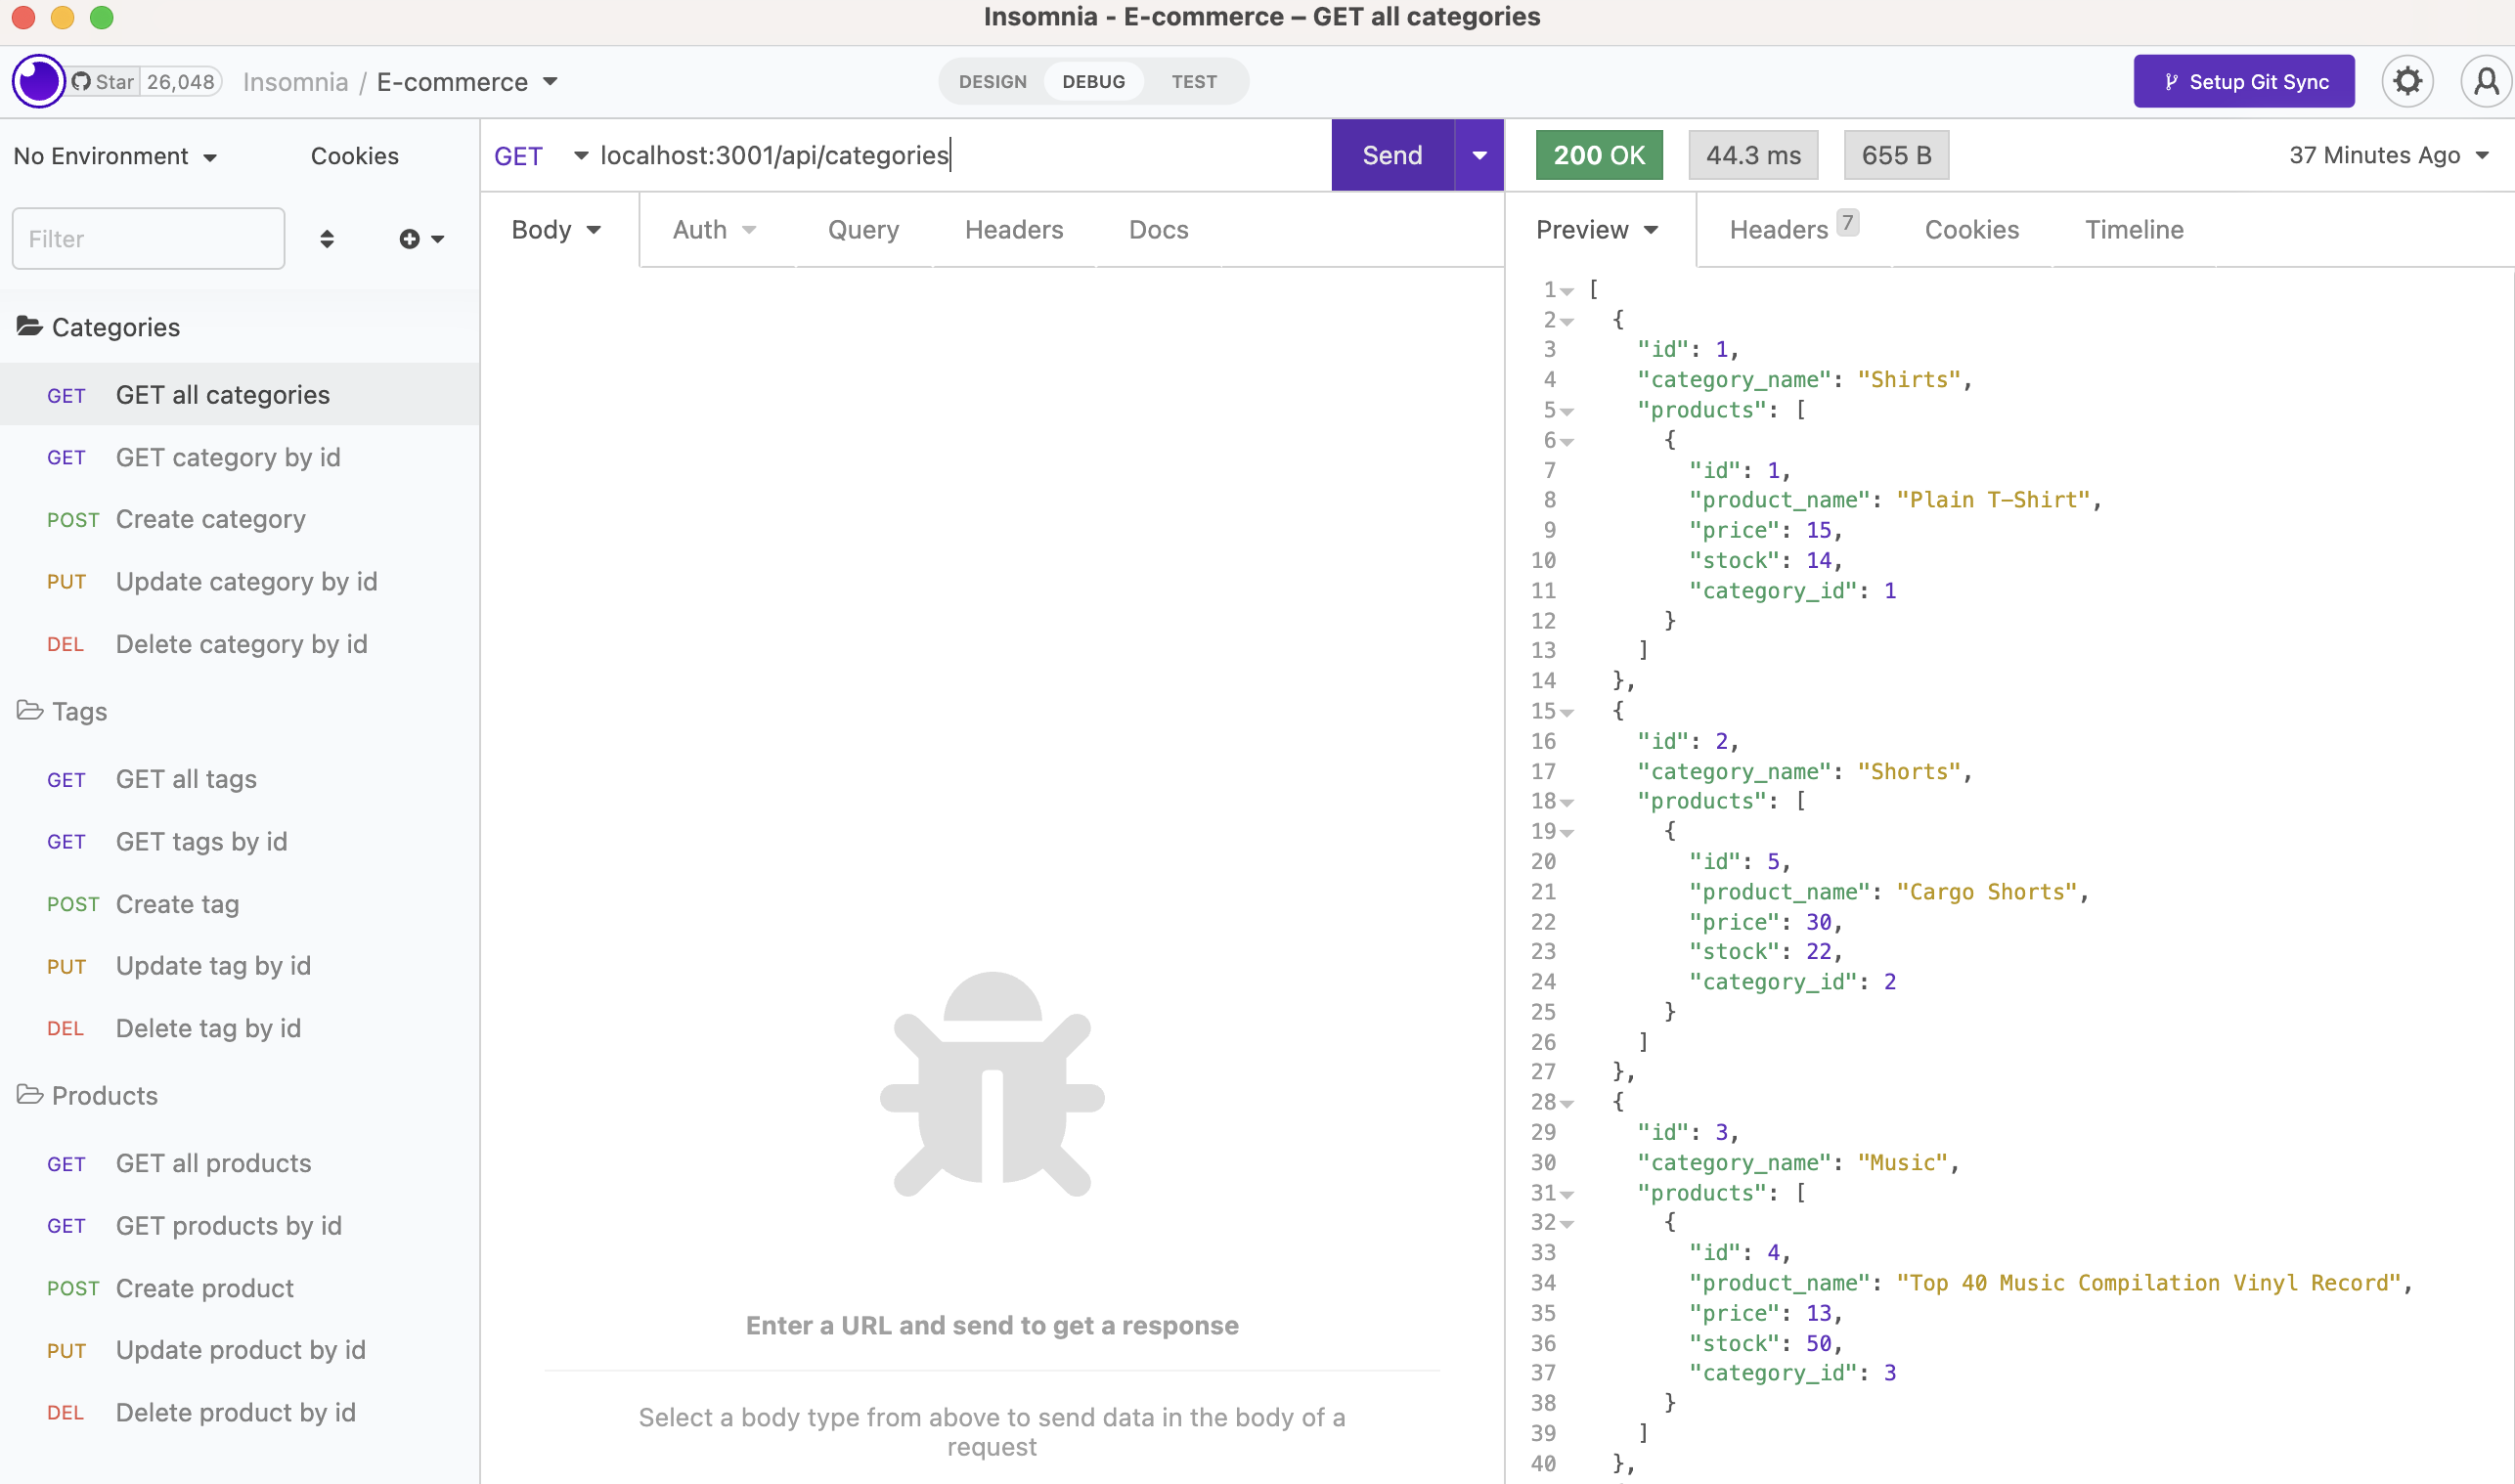 Insomnia - E-commerce – GET all categories
Star 26,048
Insomnia / E-commerce
DESIGN DEBUG TEST
Setup Git Sync
No Environment
Cookies
Filter
Categories
GET GET all categories
GET GET category by id
POST Create category
PUT Update category by id
DEL Delete category by id
Tags
GET GET all tags
GET GET tags by id
POST Create tag
PUT Update tag by id
DEL Delete tag by id
Products
GET GET all products
GET GET products by id
POST Create product
PUT Update product by id
DEL Delete product by id
GET localhost:3001/api/categories Send
Body Auth Query Headers Docs
Enter a URL and send to get a response
Select a body type from above to send data in the body of a
request
200 OK 44.3 ms 655 B 37 Minutes Ago
Preview Headers 7 Cookies Timeline
1 [
2 {
3 "id": 1,
4 "category_name": "Shirts",
5 "products": [
6 {
7 "id": 1,
8 "product_name": "Plain T-Shirt",
9 "price": 15,
10 "stock": 14,
11 "category_id": 1
12 }
13 ]
14 },
15 {
16 "id": 2,
17 "category_name": "Shorts",
18 "products": [
19 {
20 "id": 5,
21 "product_name": "Cargo Shorts",
22 "price": 30,
23 "stock": 22,
24 "category_id": 2
25 }
26 ]
27 },
28 {
29 "id": 3,
30 "category_name": "Music",
31 "products": [
32 {
33 "id": 4,
34 "product_name": "Top 40 Music Compilation Vinyl Record",
35 "price": 13,
36 "stock": 50,
37 "category_id": 3
38 }
39 ]
40 },